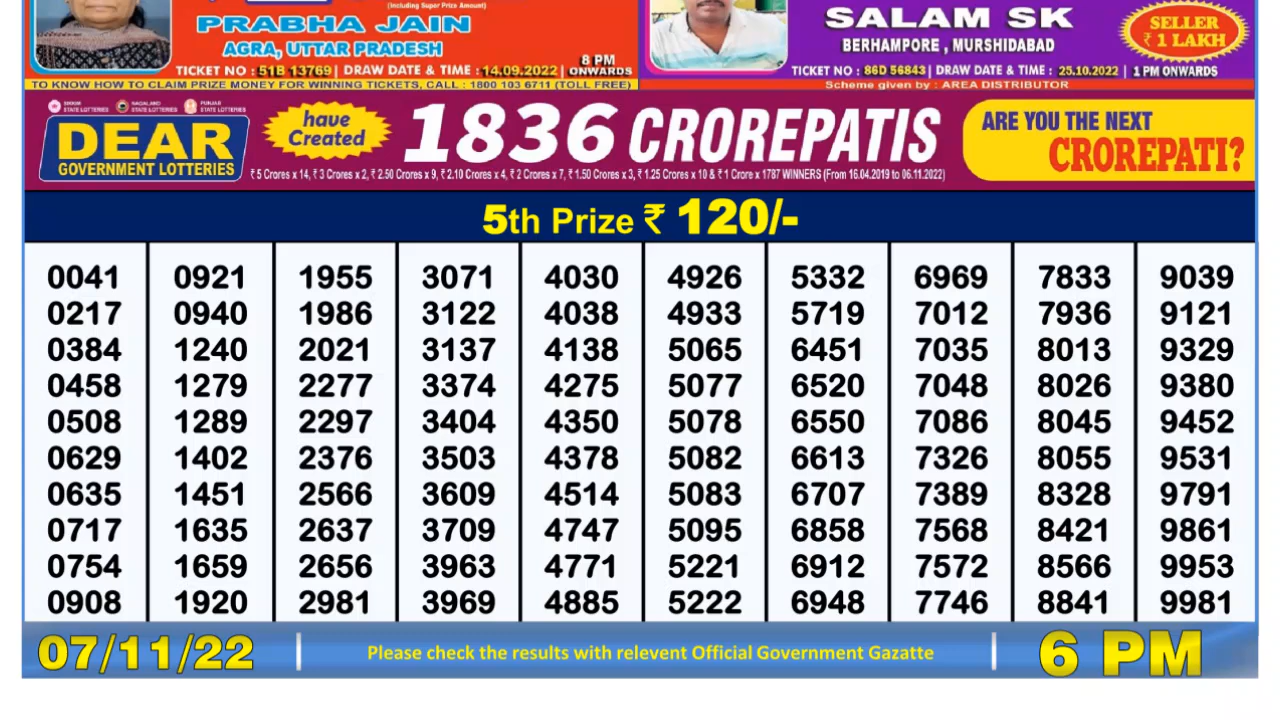 (Including Super Prize Amount)
PRABHA JAIN
AGRA, UTTAR PRADESH
TICKET NO : 51B 13769 | DRAW DATE & TIME : 14.09.2022 | 8 PM ONWARDS
TO KNOW HOW TO CLAIM PRIZE MONEY FOR WINNING TICKETS, CALL : 1800 103 6711 (TOLL FREE)
SALAM SK
BERHAMPORE , MURSHIDABAD
SELLER
₹ 1 LAKH
TICKET NO : 86D 56843 | DRAW DATE & TIME : 25.10.2022 | 1 PM ONWARDS
Scheme given by : AREA DISTRIBUTOR
SIKKIM STATE LOTTERIES NAGALAND STATE LOTTERIES PUNJAB STATE LOTTERIES
DEAR
GOVERNMENT LOTTERIES
have
Created
1836 CROREPATIS
₹ 5 Crores x 14, ₹ 3 Crores x 2, ₹ 2.50 Crores x 9, ₹ 2.10 Crores x 4, ₹ 2 Crores x 7, ₹ 1.50 Crores x 3, ₹ 1.25 Crores x 10 & ₹ 1 Crore x 1787 WINNERS (From 16.04.2019 to 06.11.2022)
ARE YOU THE NEXT
CROREPATI?
5th Prize ₹ 120/-
0041 0921 1955 3071 4030 4926 5332 6969 7833 9039
0217 0940 1986 3122 4038 4933 5719 7012 7936 9121
0384 1240 2021 3137 4138 5065 6451 7035 8013 9329
0458 1279 2277 3374 4275 5077 6520 7048 8026 9380
0508 1289 2297 3404 4350 5078 6550 7086 8045 9452
0629 1402 2376 3503 4378 5082 6613 7326 8055 9531
0635 1451 2566 3609 4514 5083 6707 7389 8328 9791
0717 1635 2637 3709 4747 5095 6858 7568 8421 9861
0754 1659 2656 3963 4771 5221 6912 7572 8566 9953
0908 1920 2981 3969 4885 5222 6948 7746 8841 9981
07/11/22 | Please check the results with relevent Official Government Gazatte | 6 PM